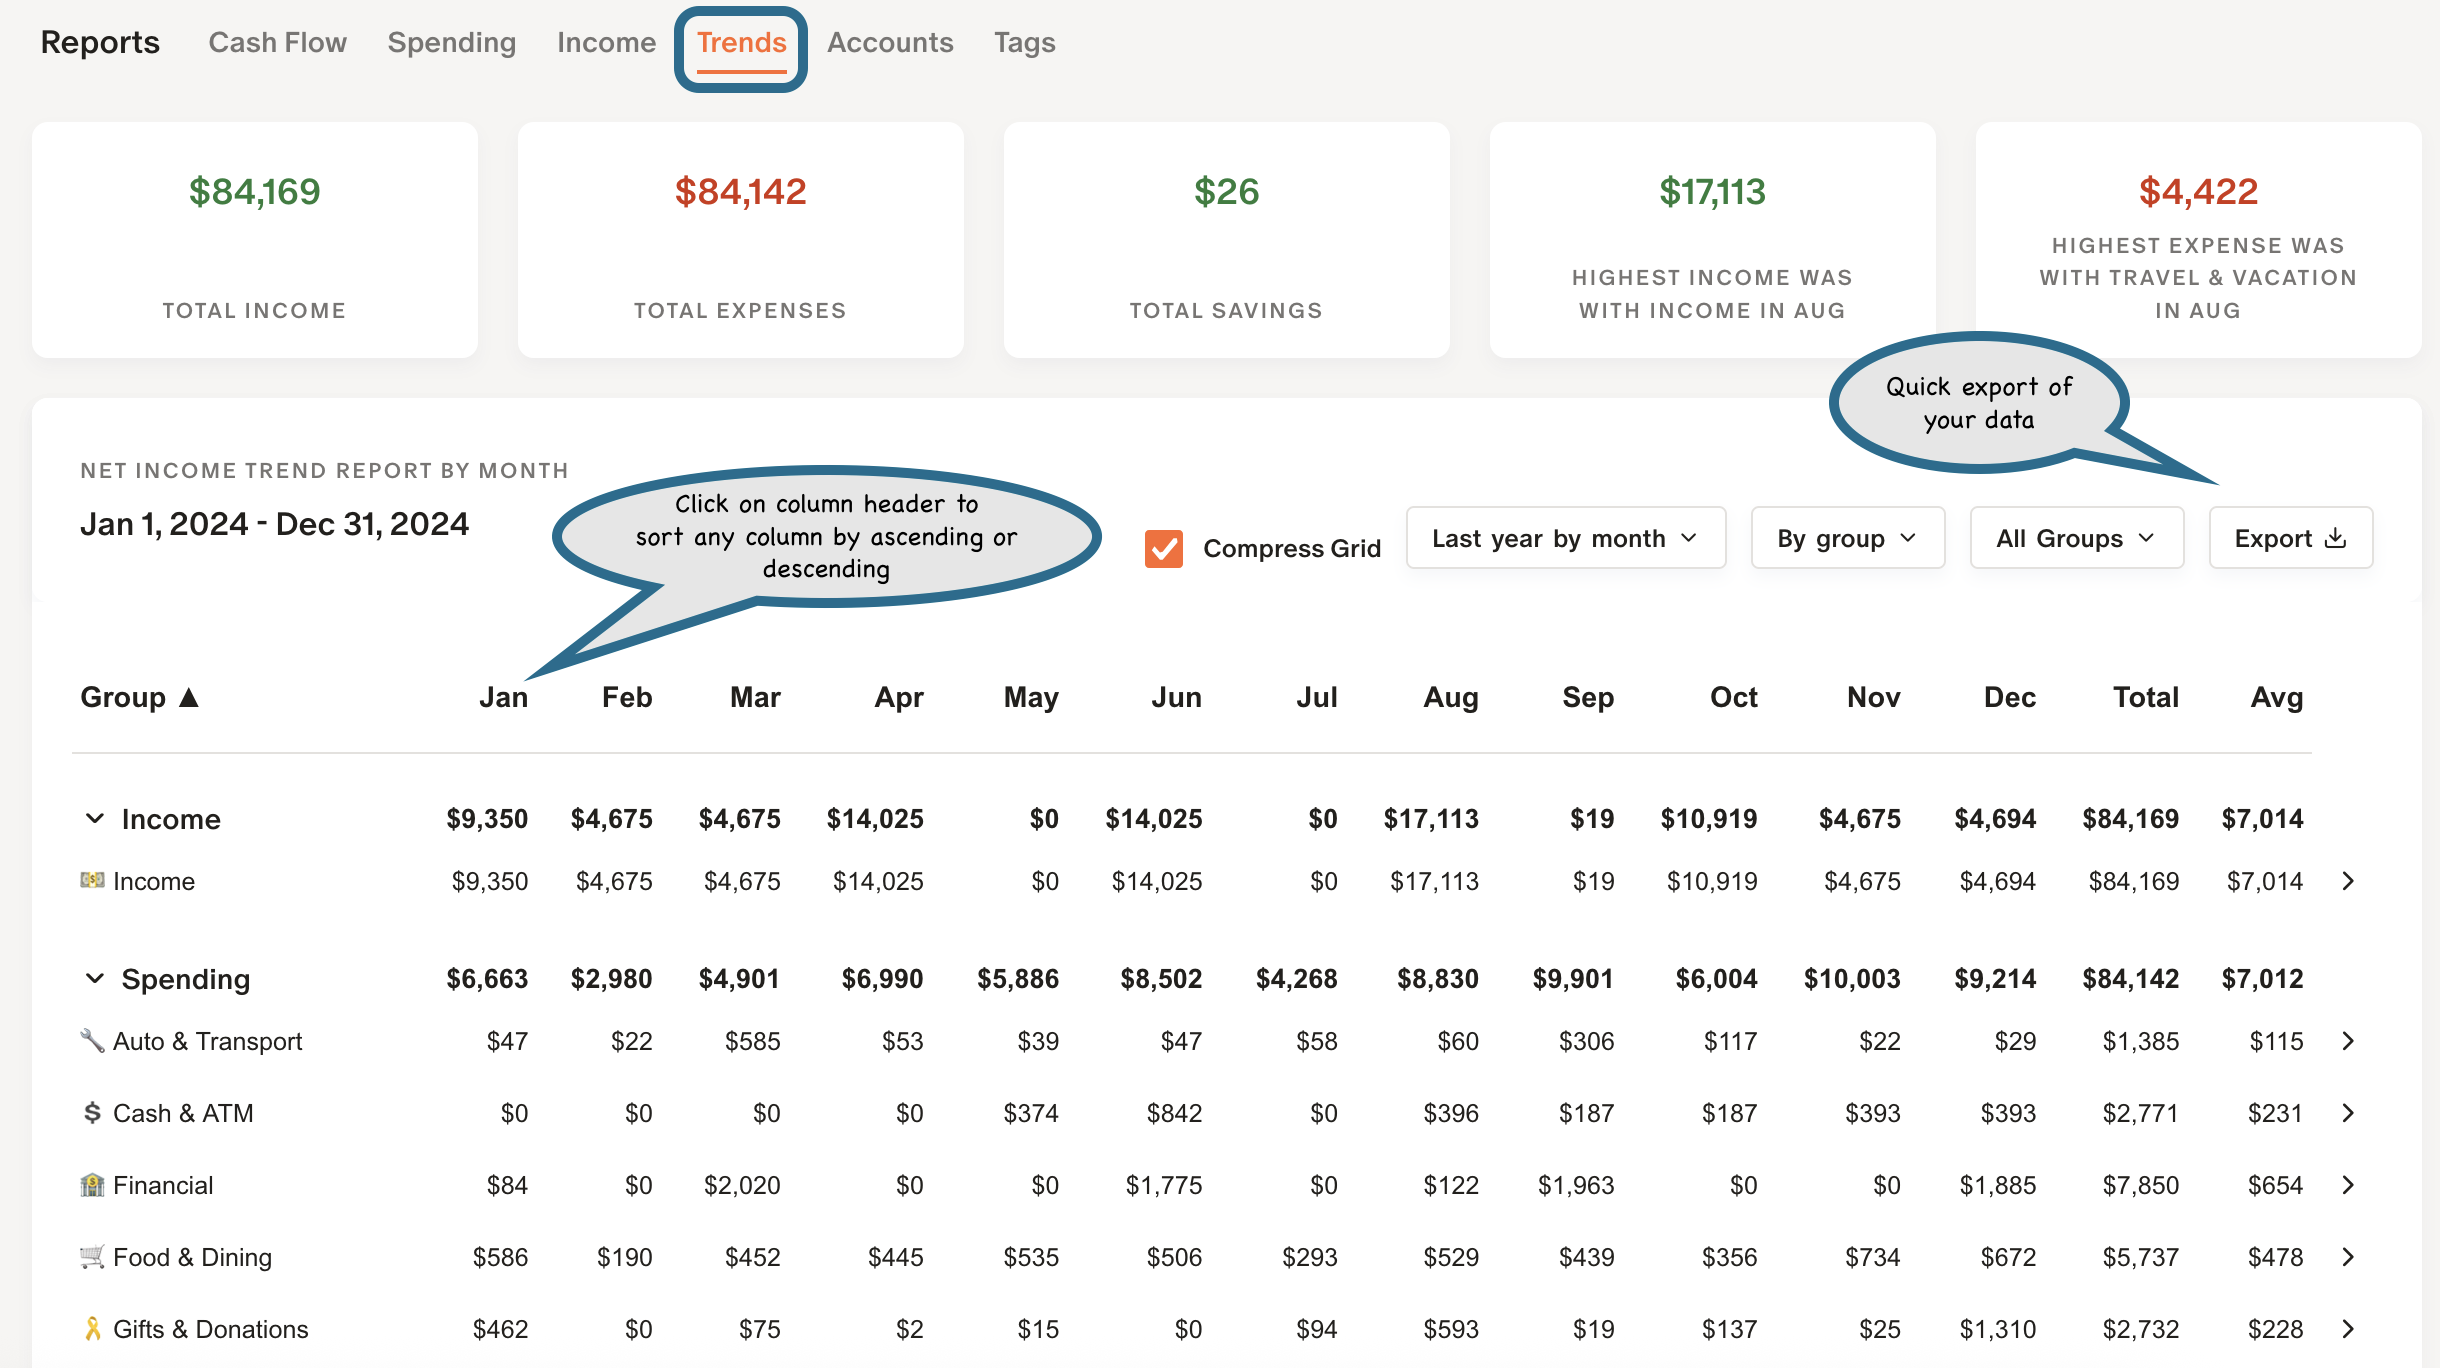 Reports Cash Flow Spending Income Trends Accounts Tags
$84,169
TOTAL INCOME
$84,142
TOTAL EXPENSES
$26
TOTAL SAVINGS
$17,113
HIGHEST INCOME WAS
WITH INCOME IN AUG
$4,422
HIGHEST EXPENSE WAS
WITH TRAVEL & VACATION
IN AUG
Quick export of
your data
NET INCOME TREND REPORT BY MONTH
Jan 1, 2024 - Dec 31, 2024
Click on column header to
sort any column by ascending or
descending
Compress Grid Last year by month By group All Groups Export
Group ▲ Jan Feb Mar Apr May Jun Jul Aug Sep Oct Nov Dec Total Avg
Income $9,350 $4,675 $4,675 $14,025 $0 $14,025 $0 $17,113 $19 $10,919 $4,675 $4,694 $84,169 $7,014
Income $9,350 $4,675 $4,675 $14,025 $0 $14,025 $0 $17,113 $19 $10,919 $4,675 $4,694 $84,169 $7,014
Spending $6,663 $2,980 $4,901 $6,990 $5,886 $8,502 $4,268 $8,830 $9,901 $6,004 $10,003 $9,214 $84,142 $7,012
Auto & Transport $47 $22 $585 $53 $39 $47 $58 $60 $306 $117 $22 $29 $1,385 $115
$ Cash & ATM $0 $0 $0 $0 $374 $842 $0 $396 $187 $187 $393 $393 $2,771 $231
Financial $84 $0 $2,020 $0 $0 $1,775 $0 $122 $1,963 $0 $0 $1,885 $7,850 $654
Food & Dining $586 $190 $452 $445 $535 $506 $293 $529 $439 $356 $734 $672 $5,737 $478
Gifts & Donations $462 $0 $75 $2 $15 $0 $94 $593 $19 $137 $25 $1,310 $2,732 $228